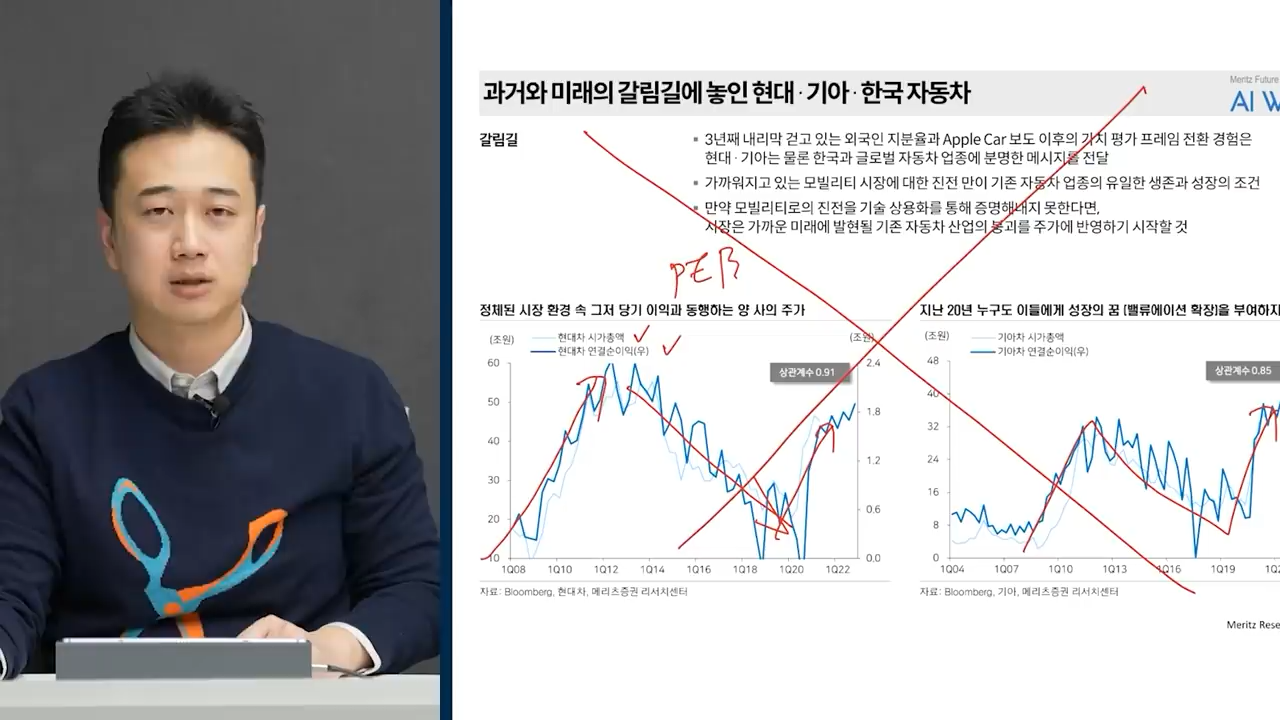 과거와 미래의 갈림길에 놓인 현대 · 기아 · 한국 자동차
Meritz Future
AI W
갈림길
▪ 3년째 내리막 걷고 있는 외국인 지분율과 Apple Car 보도 이후의 가치 평가 프레임 전환 경험은
현대 · 기아는 물론 한국과 글로벌 자동차 업종에 분명한 메시지를 전달
▪ 가까워지고 있는 모빌리티 시장에 대한 진전 만이 기존 자동차 업종의 유일한 생존과 성장의 조건
▪ 만약 모빌리티로의 진전을 기술 상용화를 통해 증명해내지 못한다면,
시장은 가까운 미래에 발현될 기존 자동차 산업의 붕괴를 주가에 반영하기 시작할 것
정체된 시장 환경 속 그저 당기 이익과 동행하는 양 사의 주가
(조원)
현대차 시가총액
현대차 연결순이익(우)
(조원)
상관계수 0.91
60
50
40
30
20
10
2.4
1.8
1.2
0.6
0.0
1Q08 1Q10 1Q12 1Q14 1Q16 1Q18 1Q20 1Q22
자료: Bloomberg, 현대차, 메리츠증권 리서치센터
지난 20년 누구도 이들에게 성장의 꿈 (밸류에이션 확장)을 부여하지
(조원)
기아차 시가총액
기아차 연결순이익(우)
상관계수 0.85
48
40
32
24
16
8
0
1Q04 1Q07 1Q10 1Q13 1Q16 1Q19 1Q2
자료: Bloomberg, 기아, 메리츠증권 리서치센터
Meritz Rese